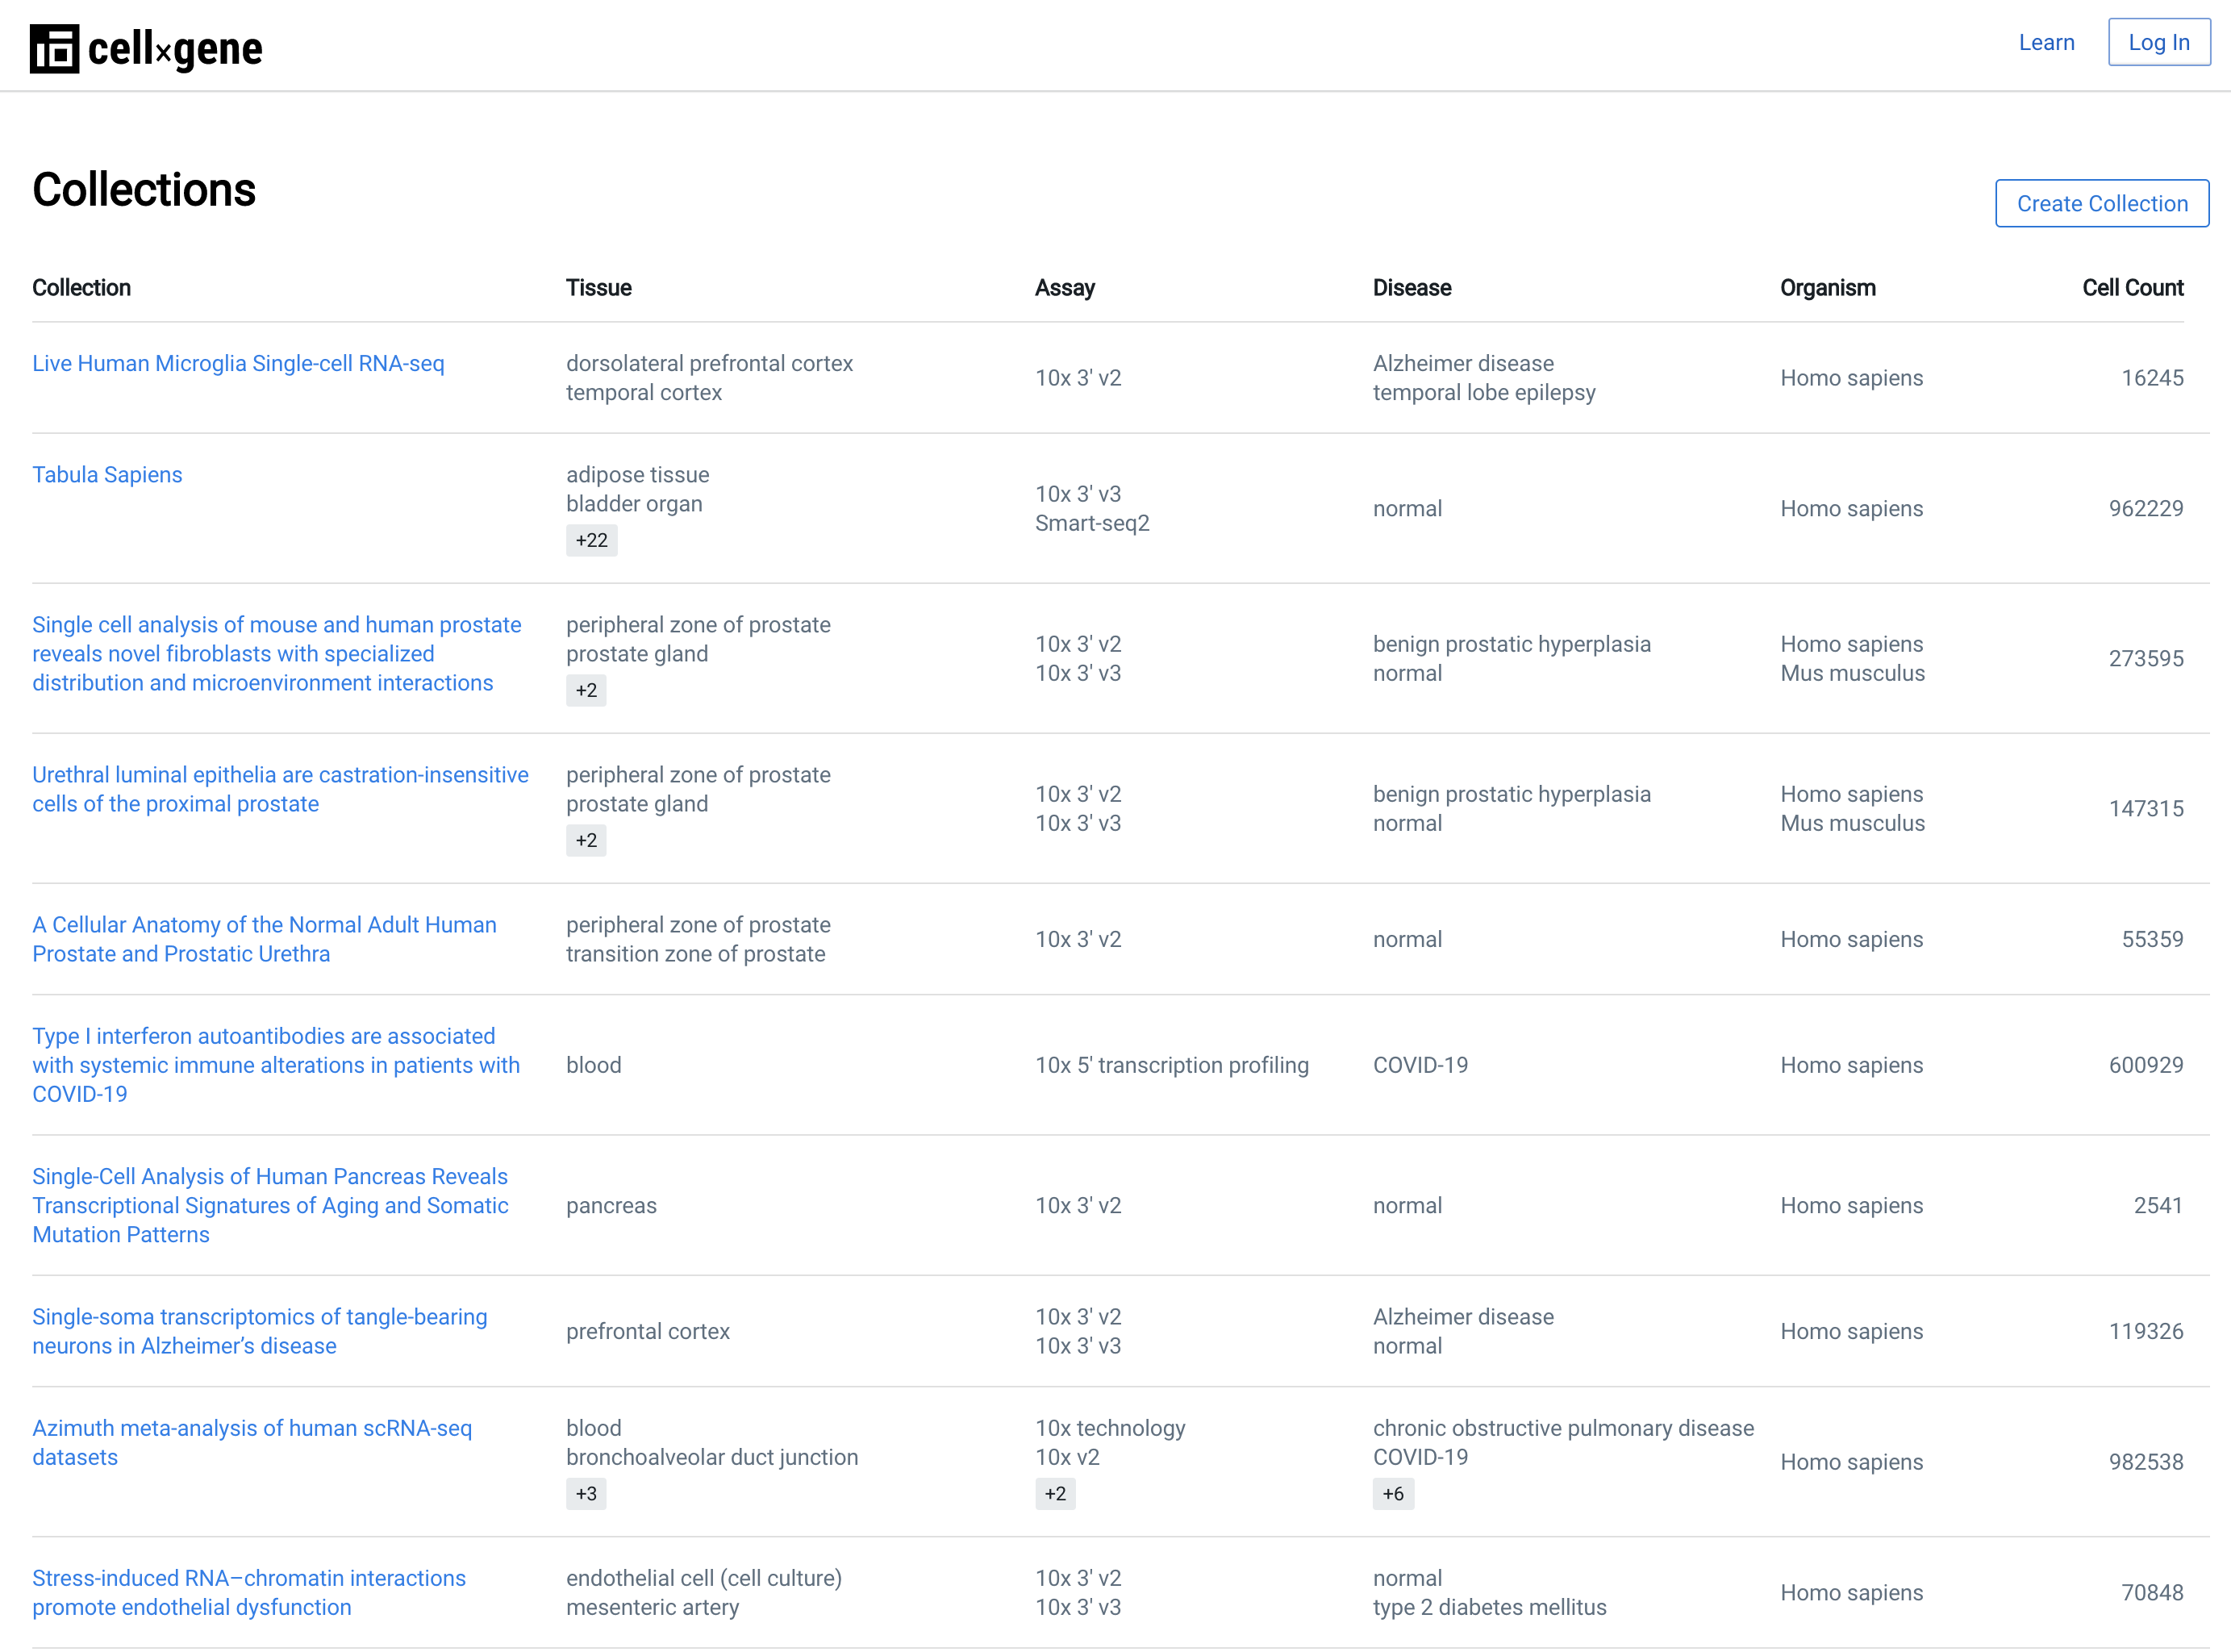 cell×gene
Learn
Log In
Collections
Create Collection
Collection
Tissue
Assay
Disease
Organism
Cell Count
Live Human Microglia Single-cell RNA-seq
dorsolateral prefrontal cortex
temporal cortex
10x 3' v2
Alzheimer disease
temporal lobe epilepsy
Homo sapiens
16245
Tabula Sapiens
adipose tissue
bladder organ
+22
10x 3' v3
Smart-seq2
normal
Homo sapiens
962229
Single cell analysis of mouse and human prostate
reveals novel fibroblasts with specialized
distribution and microenvironment interactions
peripheral zone of prostate
prostate gland
+2
10x 3' v2
10x 3' v3
benign prostatic hyperplasia
normal
Homo sapiens
Mus musculus
273595
Urethral luminal epithelia are castration-insensitive
cells of the proximal prostate
peripheral zone of prostate
prostate gland
+2
10x 3' v2
10x 3' v3
benign prostatic hyperplasia
normal
Homo sapiens
Mus musculus
147315
A Cellular Anatomy of the Normal Adult Human
Prostate and Prostatic Urethra
peripheral zone of prostate
transition zone of prostate
10x 3' v2
normal
Homo sapiens
55359
Type I interferon autoantibodies are associated
with systemic immune alterations in patients with
COVID-19
blood
10x 5' transcription profiling
COVID-19
Homo sapiens
600929
Single-Cell Analysis of Human Pancreas Reveals
Transcriptional Signatures of Aging and Somatic
Mutation Patterns
pancreas
10x 3' v2
normal
Homo sapiens
2541
Single-soma transcriptomics of tangle-bearing
neurons in Alzheimer’s disease
prefrontal cortex
10x 3' v2
10x 3' v3
Alzheimer disease
normal
Homo sapiens
119326
Azimuth meta-analysis of human scRNA-seq
datasets
blood
bronchoalveolar duct junction
+3
10x technology
10x v2
+2
chronic obstructive pulmonary disease
COVID-19
+6
Homo sapiens
982538
Stress-induced RNA–chromatin interactions
promote endothelial dysfunction
endothelial cell (cell culture)
mesenteric artery
10x 3' v2
10x 3' v3
normal
type 2 diabetes mellitus
Homo sapiens
70848